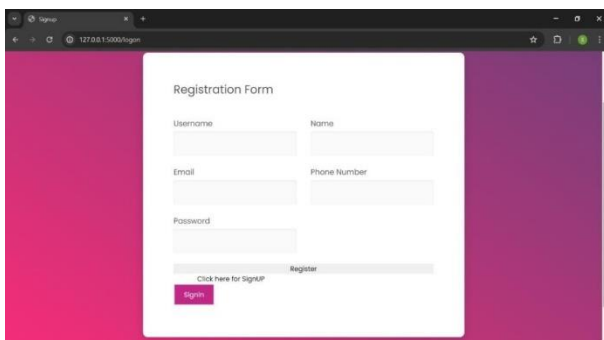 Signup
127.0.0.1:5000/logon
Registration Form
Username Name
Email Phone Number
Password
Register
Click here for SignUP
SignIn